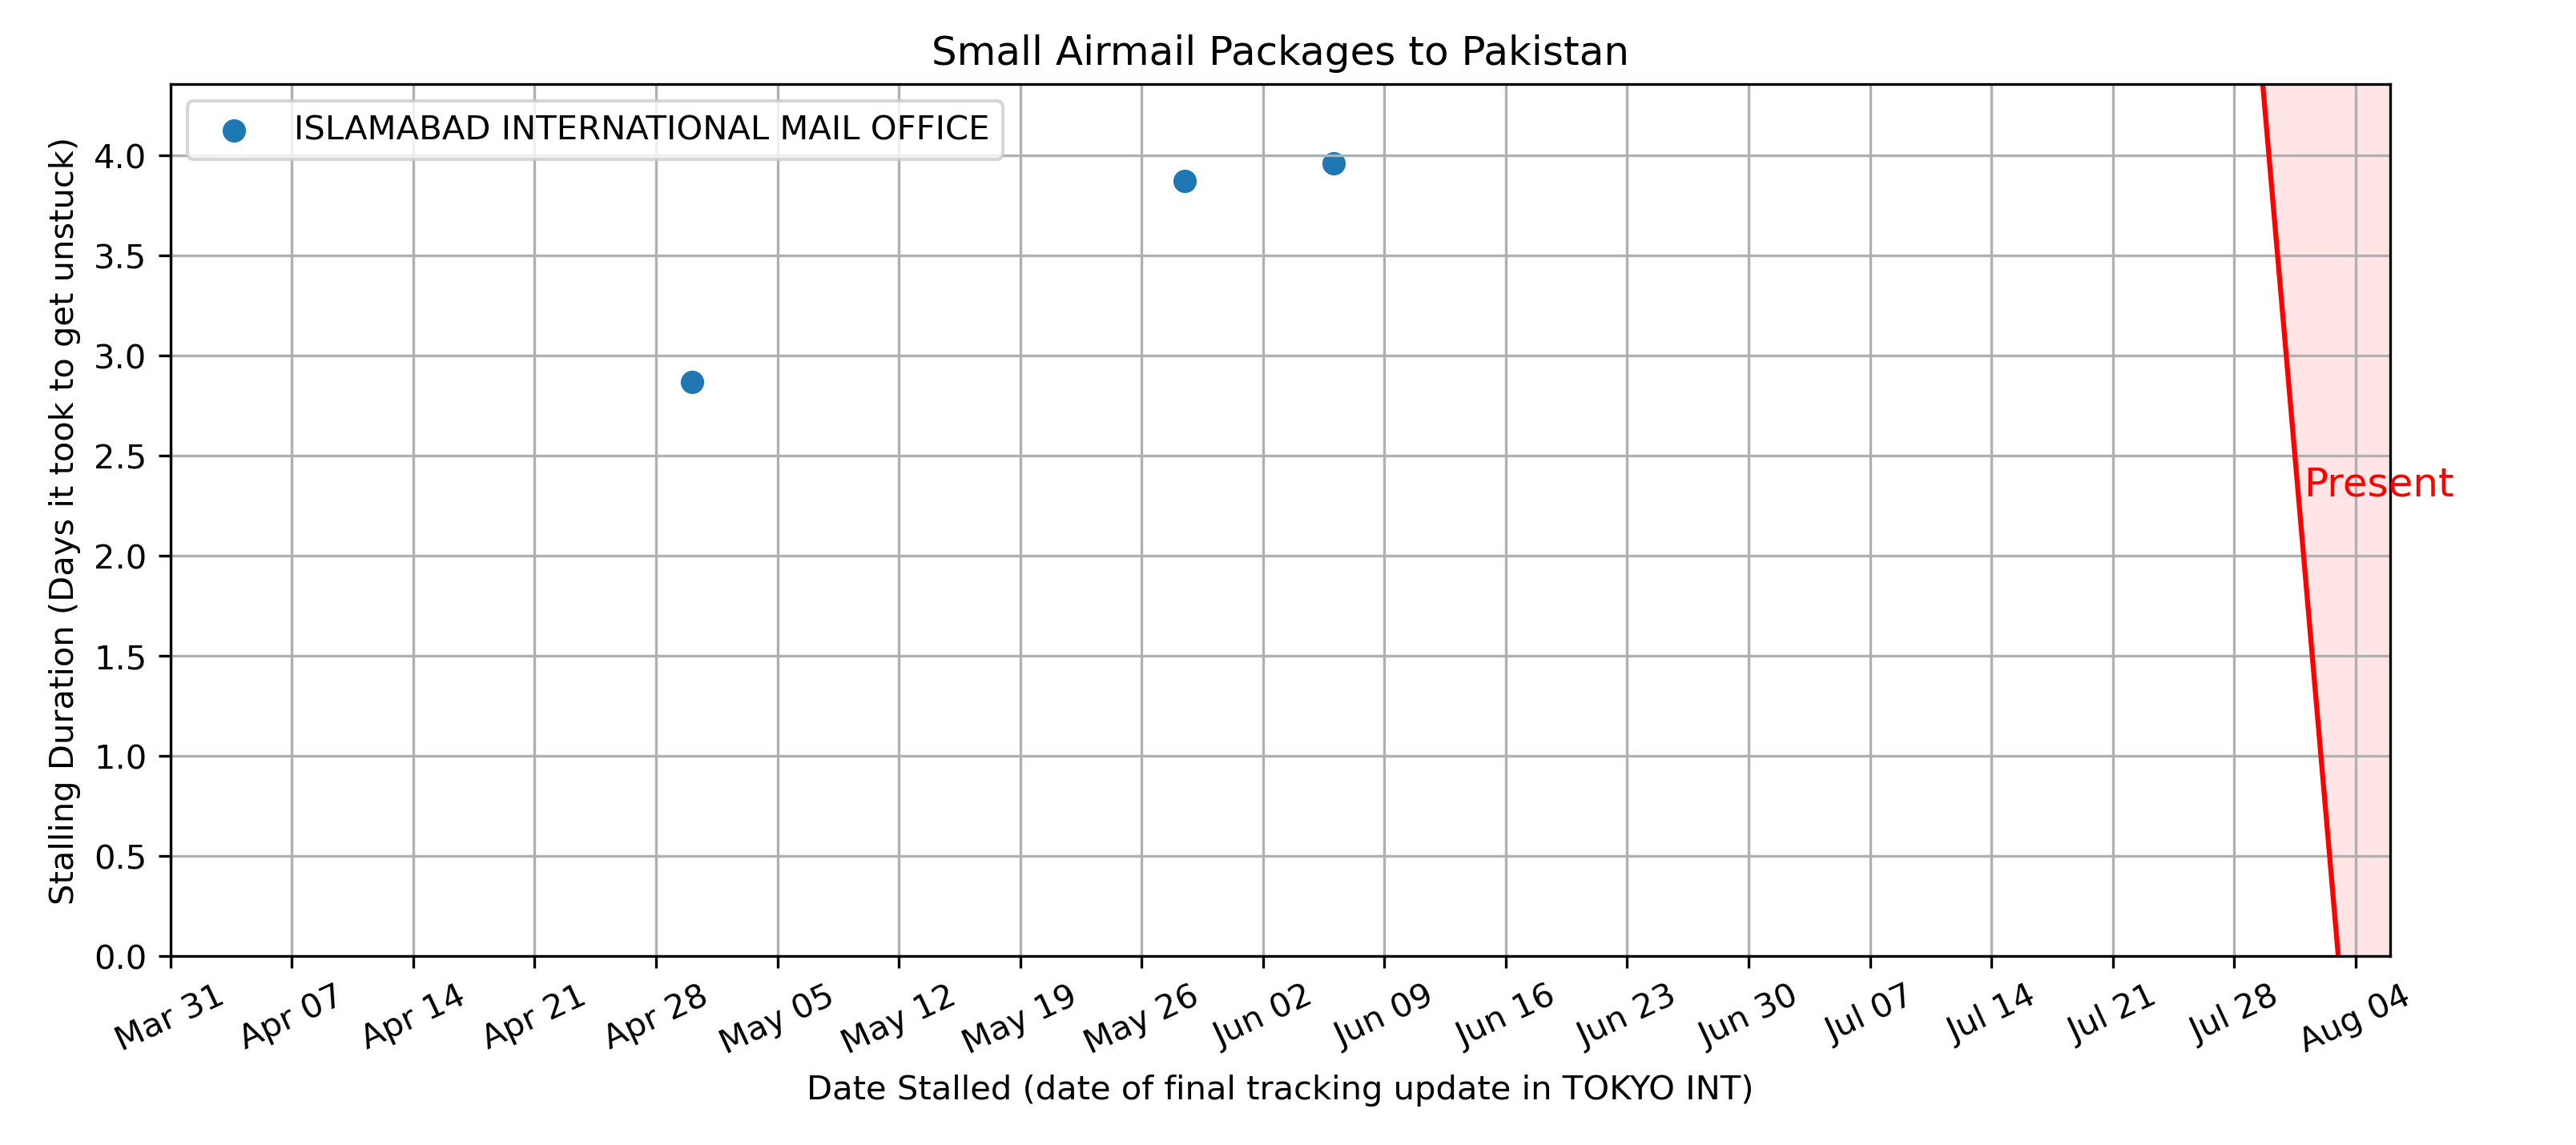 Small Airmail Packages to Pakistan
ISLAMABAD INTERNATIONAL MAIL OFFICE
Stalling Duration (Days it took to get unstuck)
4.0
3.5
3.0
2.5
2.0
1.5
1.0
0.5
0.0
Present
Mar 31 Apr 07 Apr 14 Apr 21 Apr 28 May 05 May 12 May 19 May 26 Jun 02 Jun 09 Jun 16 Jun 23 Jun 30 Jul 07 Jul 14 Jul 21 Jul 28 Aug 04
Date Stalled (date of final tracking update in TOKYO INT)